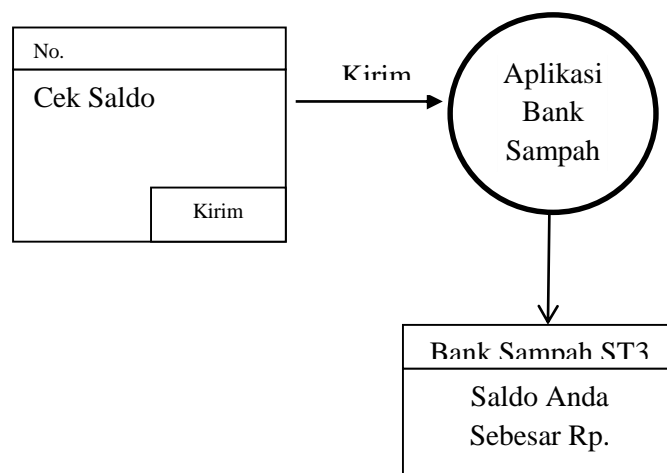 No.
Cek Saldo
Kirim
Kirim
Aplikasi
Bank
Sampah
Bank Sampah ST3
Saldo Anda
Sebesar Rp.